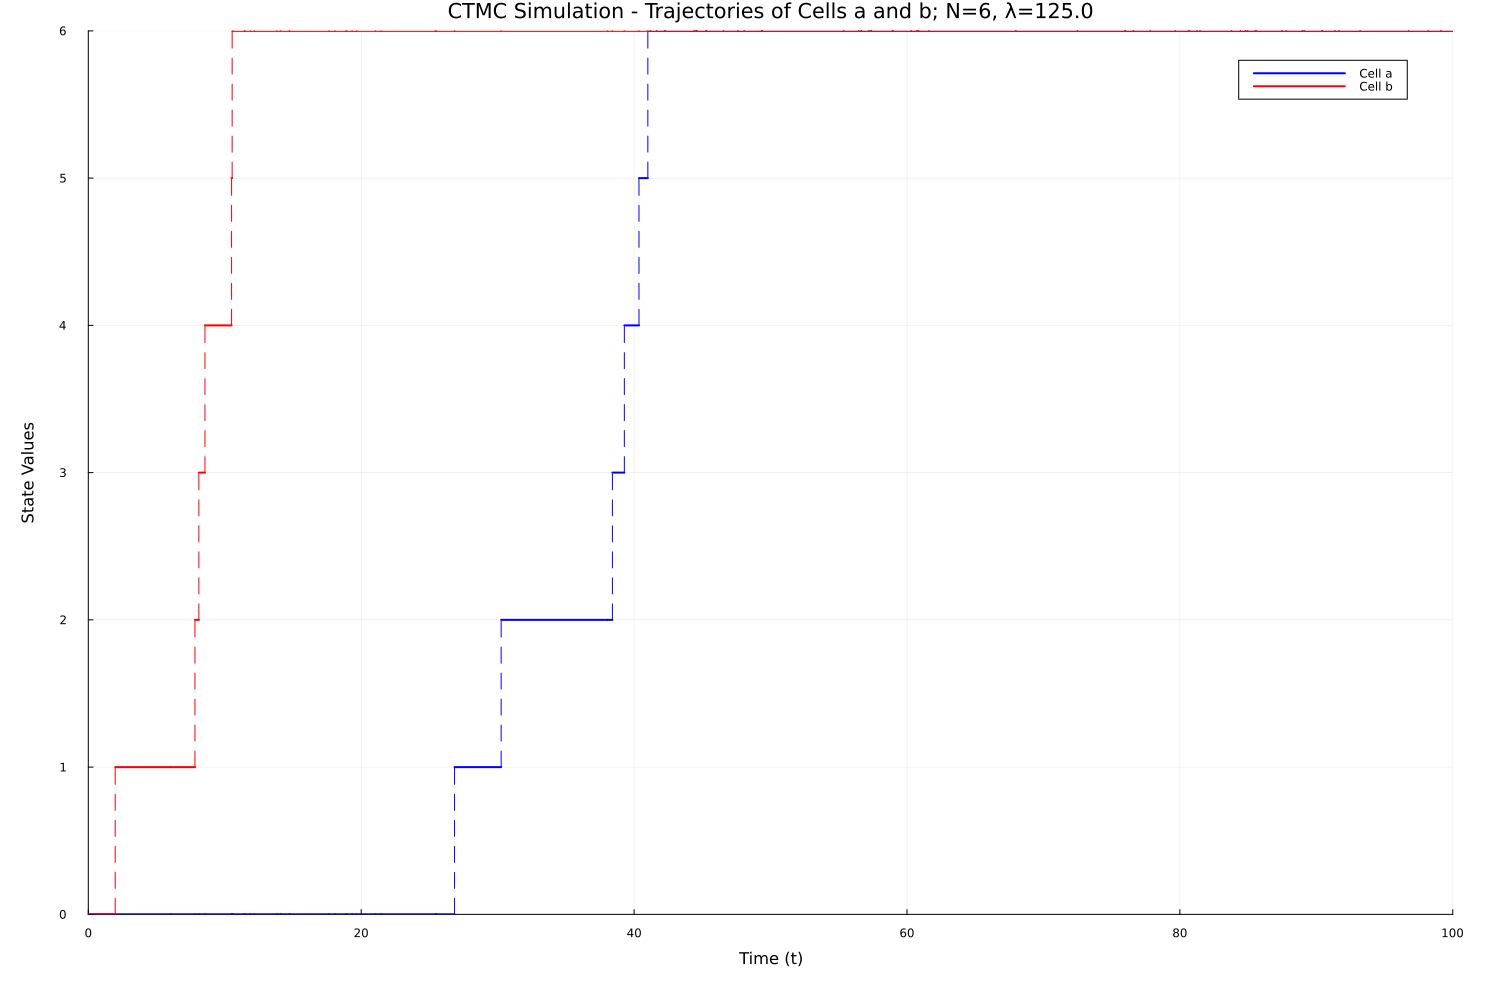 CTMC Simulation - Trajectories of Cells a and b; N=6, λ=125.0
6
Cell a
Cell b
5
4
State Values
3
2
1
0
0 20 40 60 80 100
Time (t)